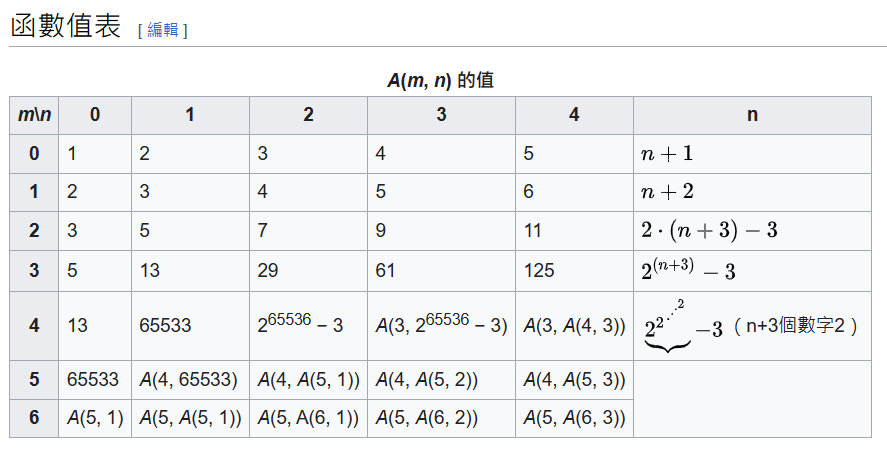 函數值表 [ 編輯 ]
A(m, n) 的值
m\n 0 1 2 3 4 n
0 1 2 3 4 5 n + 1
1 2 3 4 5 6 n + 2
2 3 5 7 9 11 2 · (n + 3) − 3
3 5 13 29 61 125 2^(n+3) − 3
4 13 65533 2^65536 − 3 A(3, 2^65536 − 3) A(3, A(4, 3)) 2^2^⋰^2 −3（n+3個數字2）
5 65533 A(4, 65533) A(4, A(5, 1)) A(4, A(5, 2)) A(4, A(5, 3))
6 A(5, 1) A(5, A(5, 1)) A(5, A(6, 1)) A(5, A(6, 2)) A(5, A(6, 3))